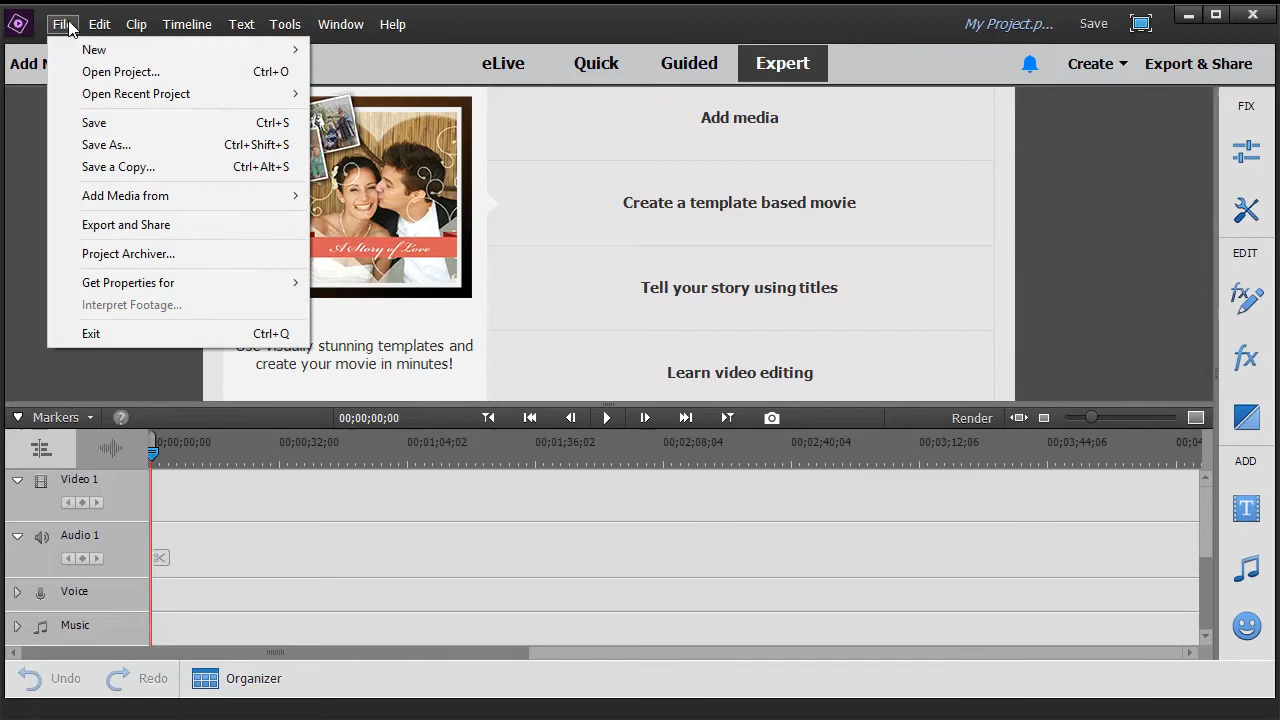 File Edit Clip Timeline Text Tools Window Help My Project.p... Save
Add eLive Quick Guided Expert Create Export & Share
New
Open Project... Ctrl+O
Open Recent Project
Save Ctrl+S
Save As... Ctrl+Shift+S
Save a Copy... Ctrl+Alt+S
Add Media from
Export and Share
Project Archiver...
Get Properties for
Interpret Footage...
Exit Ctrl+Q
A Story of Love
Use visually stunning templates and
create your movie in minutes!
Add media
Create a template based movie
Tell your story using titles
Learn video editing
FIX
EDIT
fx
ADD
T
Markers ? 00;00;00;00 Render
0;00;00;00 00;00;32;00 00;01;04;02 00;01;36;02 00;02;08;04 00;02;40;04 00;03;12;06 00;03;44;06 00;04
Video 1
Audio 1
Voice
Music
Undo Redo Organizer